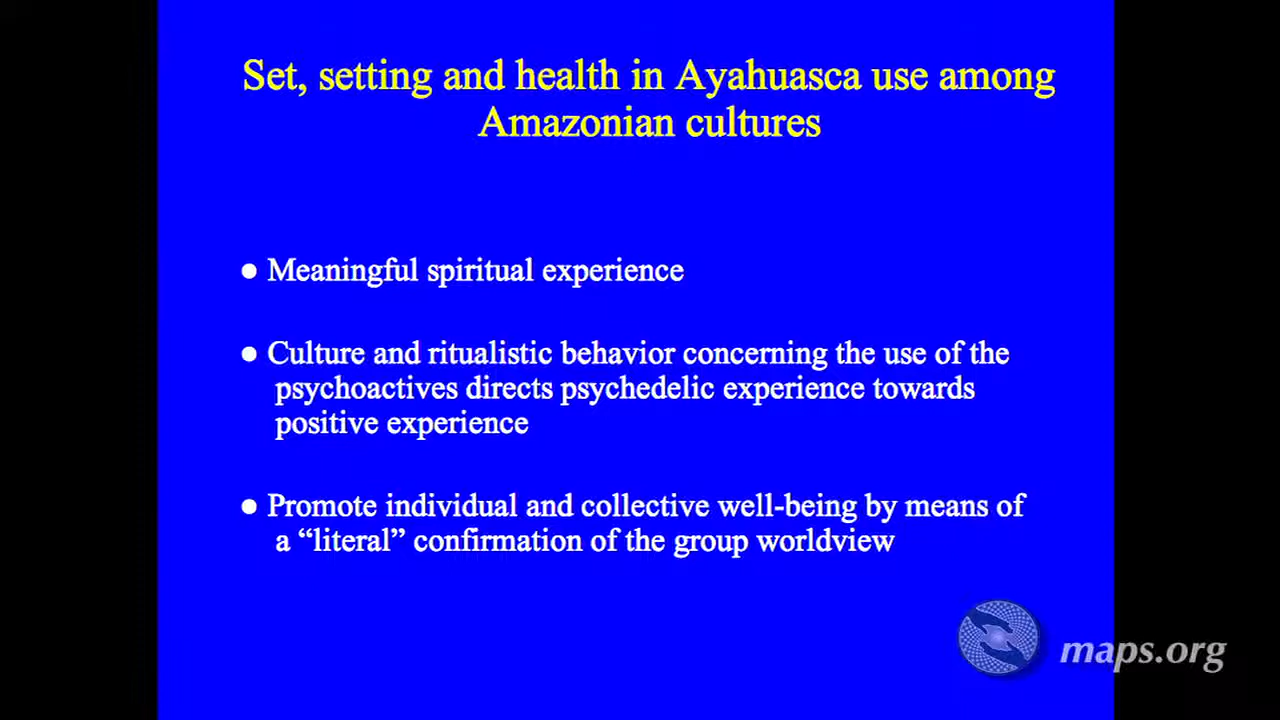 Set, setting and health in Ayahuasca use among
Amazonian cultures
● Meaningful spiritual experience
● Culture and ritualistic behavior concerning the use of the
psychoactives directs psychedelic experience towards
positive experience
● Promote individual and collective well-being by means of
a “literal” confirmation of the group worldview
maps.org